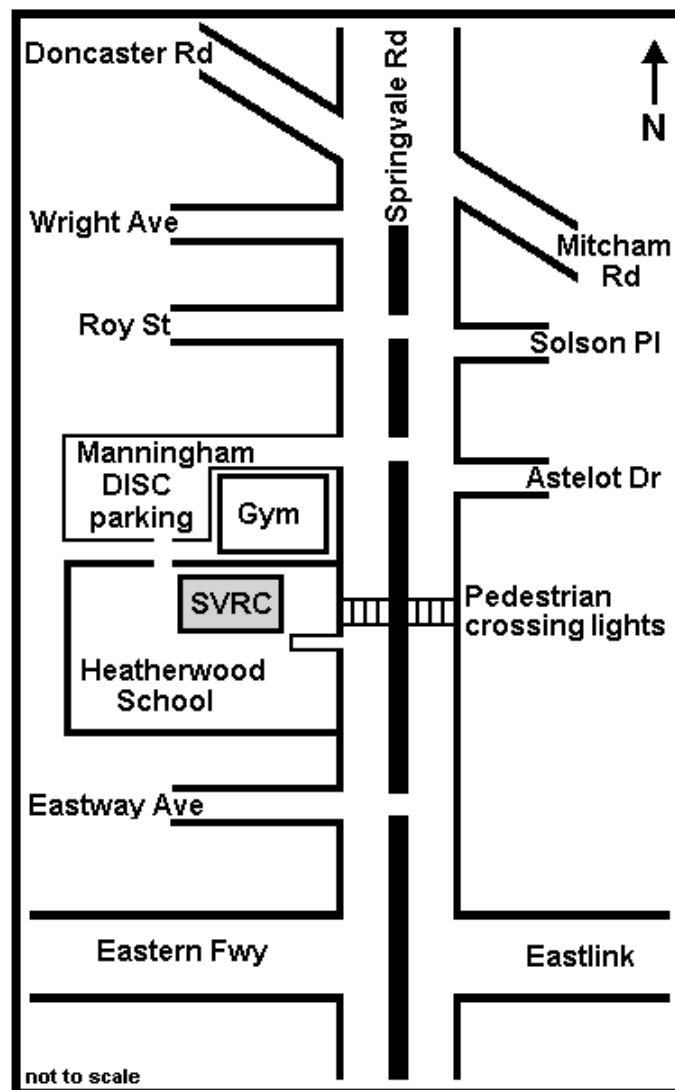 Doncaster Rd
Springvale Rd
N
Wright Ave
Mitcham
Rd
Roy St
Solson Pl
Manningham
DISC
parking
Gym
Astelot Dr
SVRC
Pedestrian
crossing lights
Heatherwood
School
Eastway Ave
Eastern Fwy
Eastlink
not to scale